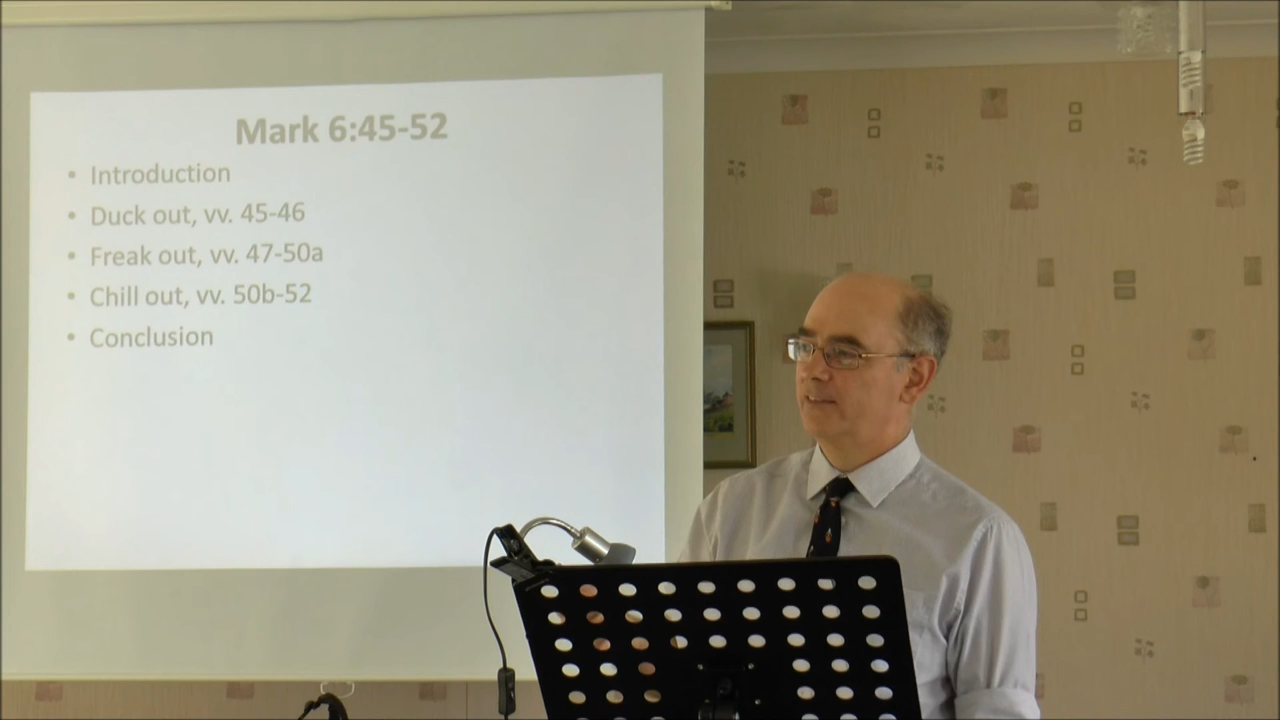 Mark 6:45-52
• Introduction
• Duck out, vv. 45-46
• Freak out, vv. 47-50a
• Chill out, vv. 50b-52
• Conclusion